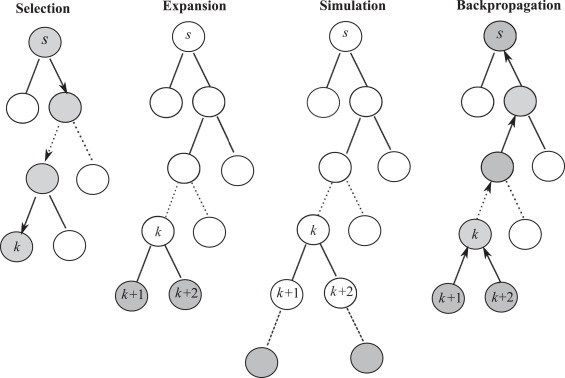 Selection Expansion Simulation Backpropagation
s s s s
k k k k
k+1 k+2 k+1 k+2 k+1 k+2